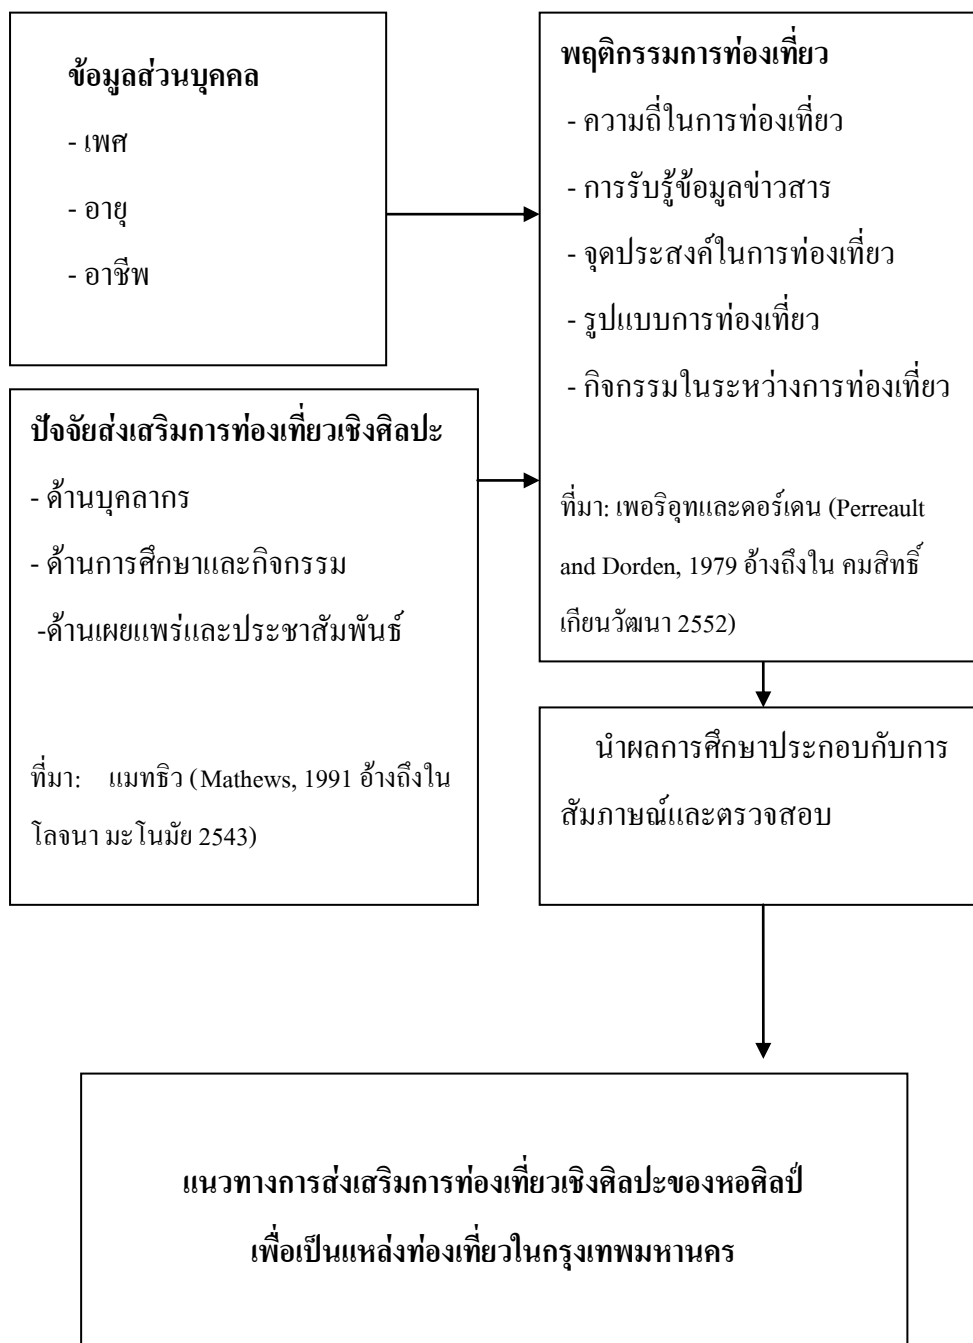 ข้อมูลส่วนบุคคล
- เพศ
- อายุ
- อาชีพ
พฤติกรรมการท่องเที่ยว
- ความถี่ในการท่องเที่ยว
- การรับรู้ข้อมูลข่าวสาร
- จุดประสงค์ในการท่องเที่ยว
- รูปแบบการท่องเที่ยว
- กิจกรรมในระหว่างการท่องเที่ยว
ที่มา: เพอริอุทและดอร์เดน (Perreault
and Dorden, 1979 อ้างถึงใน คมสิทธิ์
เกียนวัฒนา 2552)
ปัจจัยส่งเสริมการท่องเที่ยวเชิงศิลปะ
- ด้านบุคลากร
- ด้านการศึกษาและกิจกรรม
-ด้านเผยแพร่และประชาสัมพันธ์
ที่มา: แมทธิว (Mathews, 1991 อ้างถึงใน
โลจนา มะโนมัย 2543)
นำผลการศึกษาประกอบกับการ
สัมภาษณ์และตรวจสอบ
แนวทางการส่งเสริมการท่องเที่ยวเชิงศิลปะของหอศิลป์
เพื่อเป็นแหล่งท่องเที่ยวในกรุงเทพมหานคร